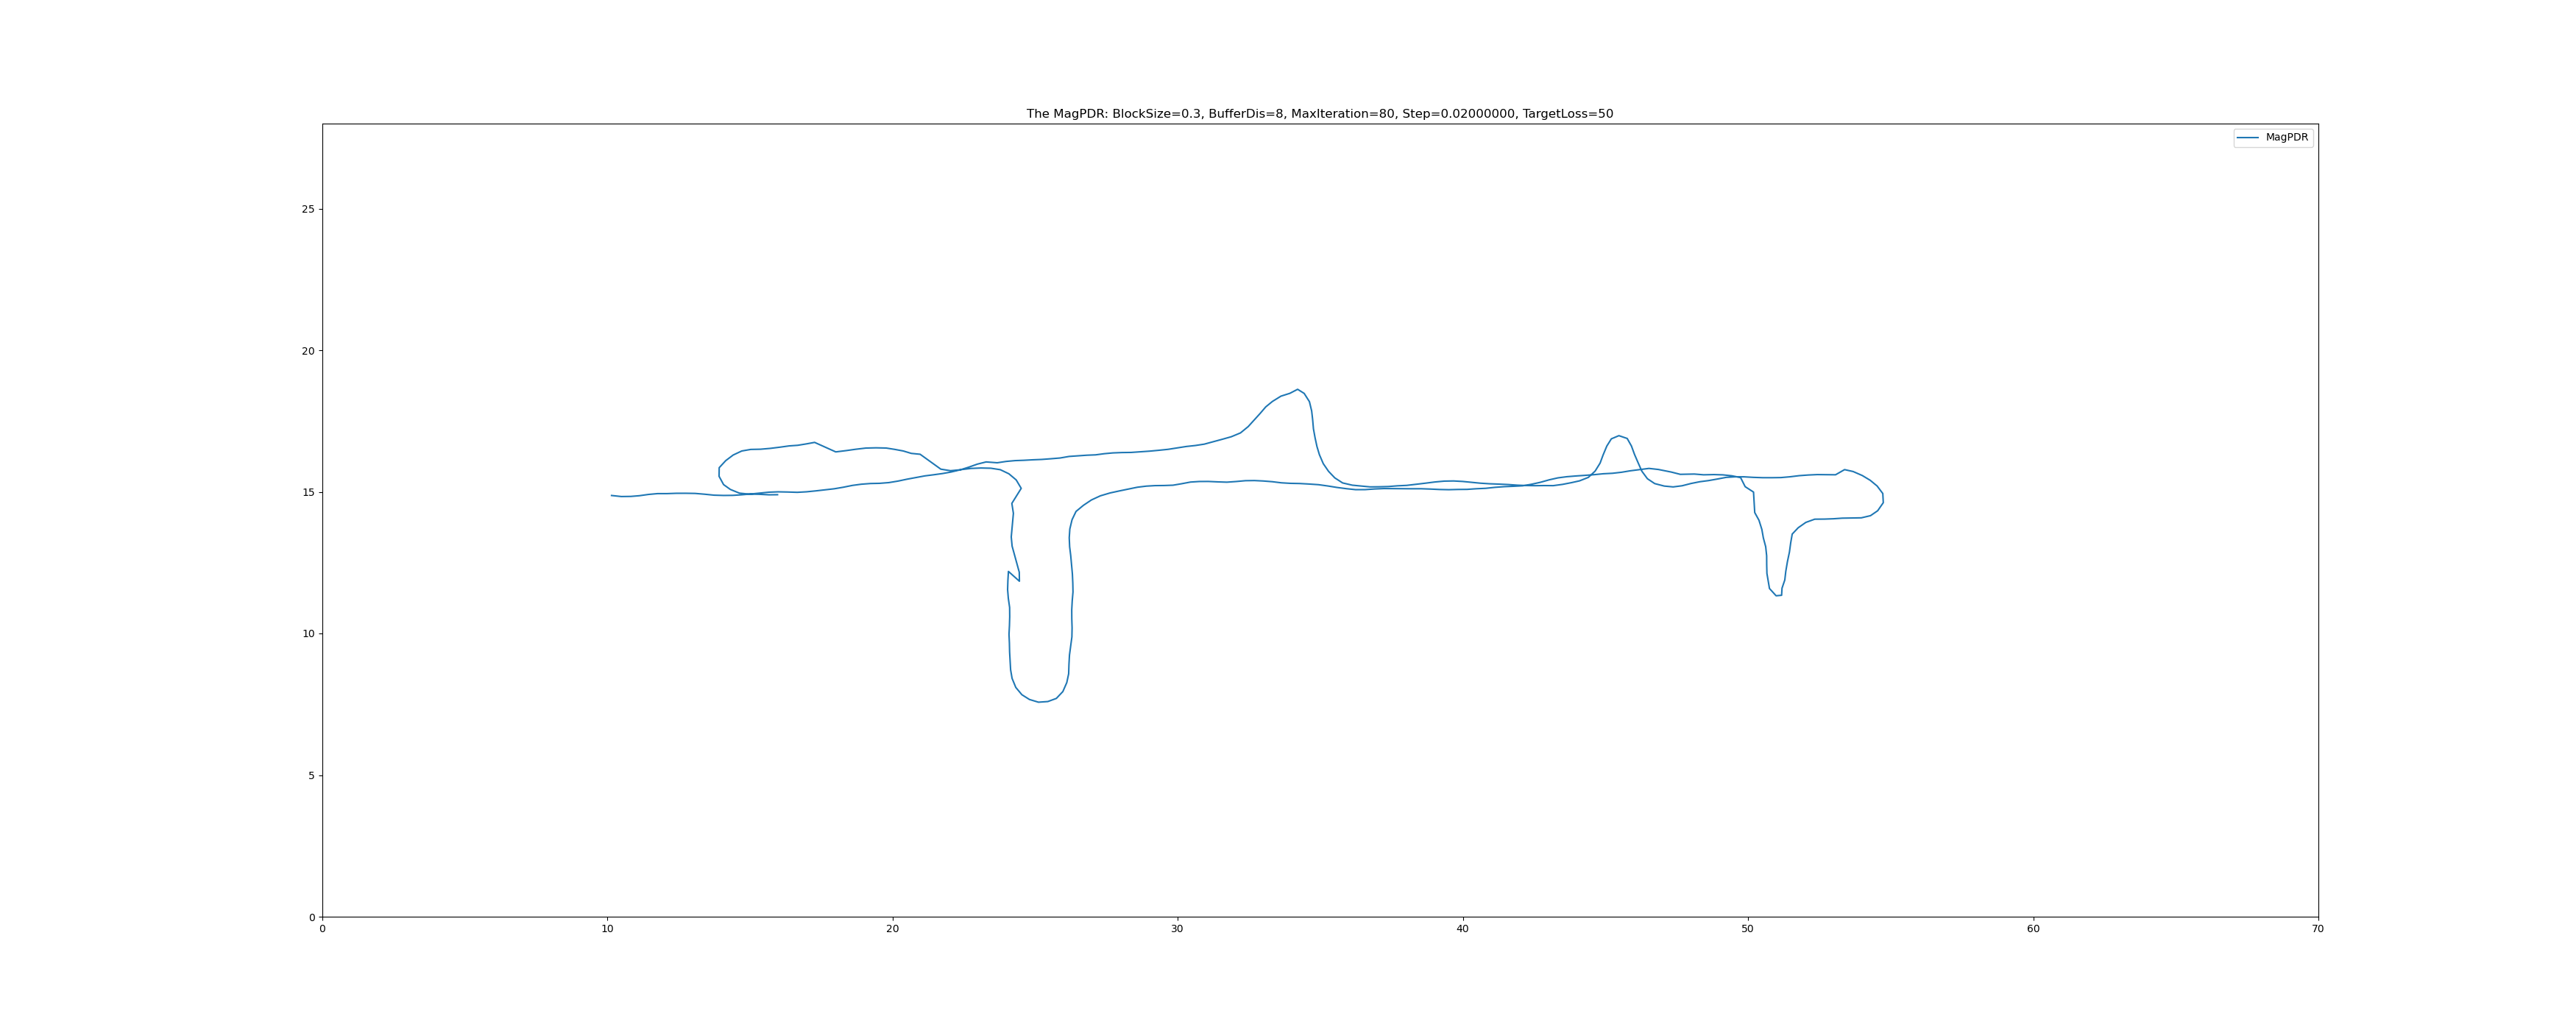 The MagPDR: BlockSize=0.3, BufferDis=8, MaxIteration=80, Step=0.02000000, TargetLoss=50
MagPDR
25
20
15
10
5
0
0 10 20 30 40 50 60 70